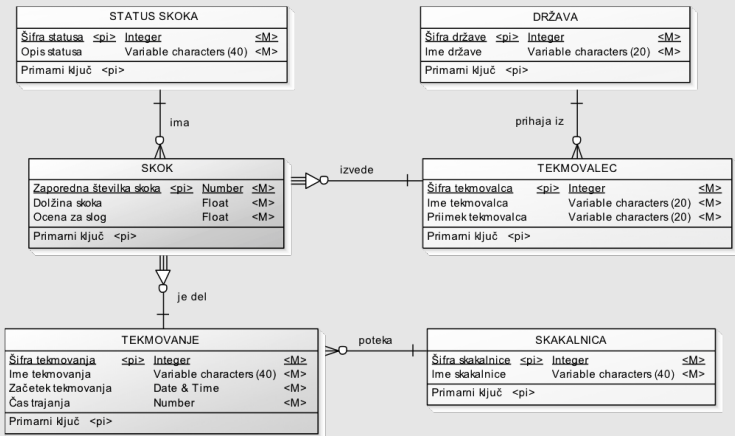 STATUS SKOKA
Šifra statusa <pi> Integer <M>
Opis statusa Variable characters (40) <M>
Primarni ključ <pi>
DRŽAVA
Šifra države <pi> Integer <M>
Ime države Variable characters (20) <M>
Primarni ključ <pi>
ima
prihaja iz
SKOK
Zaporedna številka skoka <pi> Number <M>
Dolžina skoka Float <M>
Ocena za slog Float <M>
Primarni ključ <pi>
izvede
TEKMOVALEC
Šifra tekmovalca <pi> Integer <M>
Ime tekmovalca Variable characters (20) <M>
Priimek tekmovalca Variable characters (20) <M>
Primarni ključ <pi>
je del
TEKMOVANJE
Šifra tekmovanja <pi> Integer <M>
Ime tekmovanja Variable characters (40) <M>
Začetek tekmovanja Date & Time <M>
Čas trajanja Number <M>
Primarni ključ <pi>
poteka
SKAKALNICA
Šifra skakalnice <pi> Integer <M>
Ime skakalnice Variable characters (40) <M>
Primarni ključ <pi>